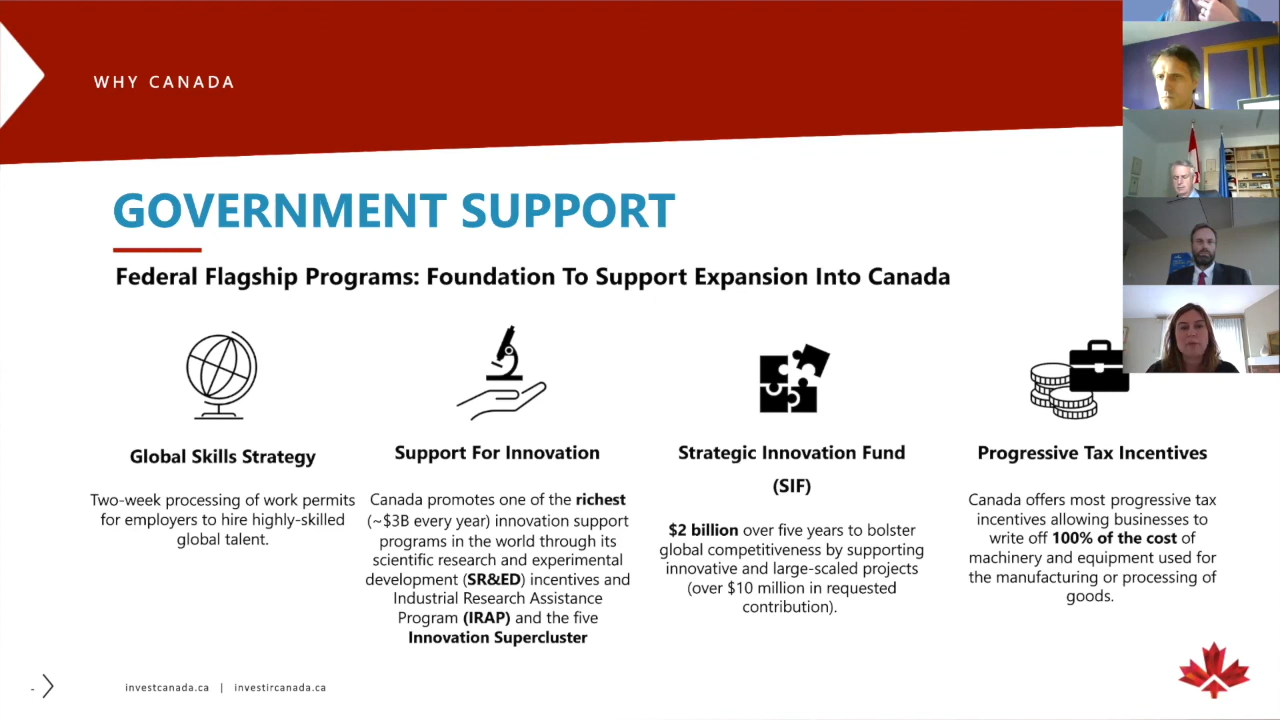 WHY CANADA
GOVERNMENT SUPPORT
Federal Flagship Programs: Foundation To Support Expansion Into Canada
Global Skills Strategy
Two-week processing of work permits
for employers to hire highly-skilled
global talent.
Support For Innovation
Canada promotes one of the richest
(~$3B every year) innovation support
programs in the world through its
scientific research and experimental
development (SR&ED) incentives and
Industrial Research Assistance
Program (IRAP) and the five
Innovation Supercluster
Strategic Innovation Fund
(SIF)
$2 billion over five years to bolster
global competitiveness by supporting
innovative and large-scaled projects
(over $10 million in requested
contribution).
Progressive Tax Incentives
Canada offers most progressive tax
incentives allowing businesses to
write off 100% of the cost of
machinery and equipment used for
the manufacturing or processing of
goods.
investcanada.ca | investircanada.ca